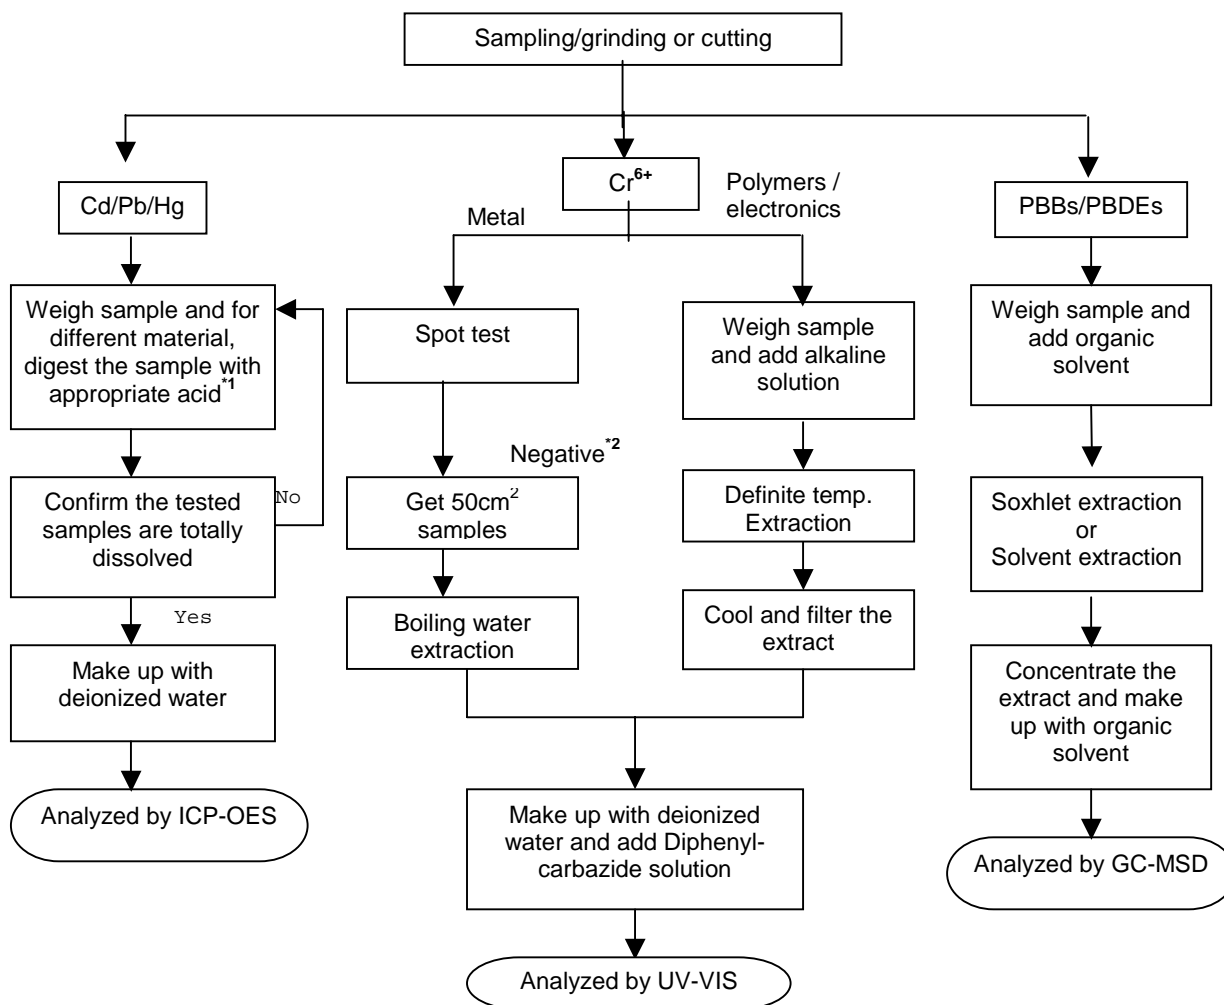 Sampling/grinding or cutting
Cd/Pb/Hg
Weigh sample and for
different material,
digest the sample with
appropriate acid*1
Confirm the tested
samples are totally
dissolved
No
Yes
Make up with
deionized water
Analyzed by ICP-OES
Cr6+
Metal
Polymers /
electronics
Spot test
Negative*2
Get 50cm2
samples
Boiling water
extraction
Weigh sample
and add alkaline
solution
Definite temp.
Extraction
Cool and filter the
extract
Make up with deionized
water and add Diphenyl-
carbazide solution
Analyzed by UV-VIS
PBBs/PBDEs
Weigh sample and
add organic
solvent
Soxhlet extraction
or
Solvent extraction
Concentrate the
extract and make
up with organic
solvent
Analyzed by GC-MSD